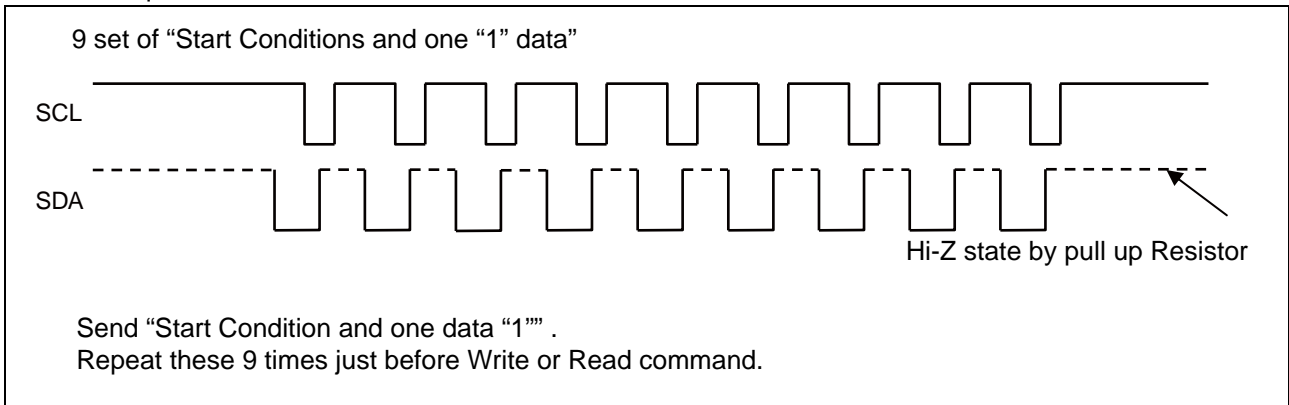 9 set of “Start Conditions and one “1” data”
SCL
SDA
Hi-Z state by pull up Resistor
Send “Start Condition and one data “1”” .
Repeat these 9 times just before Write or Read command.